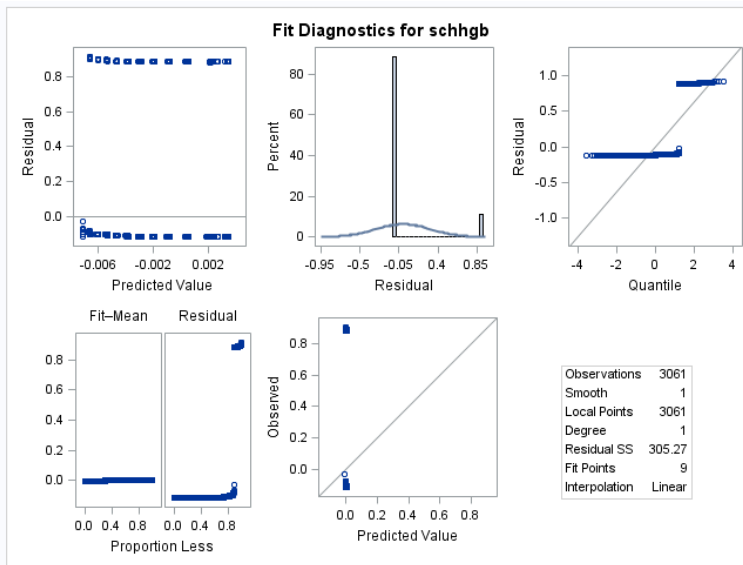 Fit Diagnostics for schhgb
0.8
0.6
0.4
0.2
0.0
Residual
-0.006 -0.002 0.002
Predicted Value
80
60
40
20
0
Percent
-0.95 -0.5 -0.05 0.4 0.85
Residual
1.0
0.5
0.0
-0.5
-1.0
Residual
-4 -2 0 2 4
Quantile
Fit–Mean Residual
0.8
0.6
0.4
0.2
0.0
0.0 0.4 0.8 0.0 0.4 0.8
Proportion Less
0.8
0.6
0.4
0.2
0.0
Observed
0.0 0.2 0.4 0.6 0.8
Predicted Value
Observations 3061
Smooth 1
Local Points 3061
Degree 1
Residual SS 305.27
Fit Points 9
Interpolation Linear